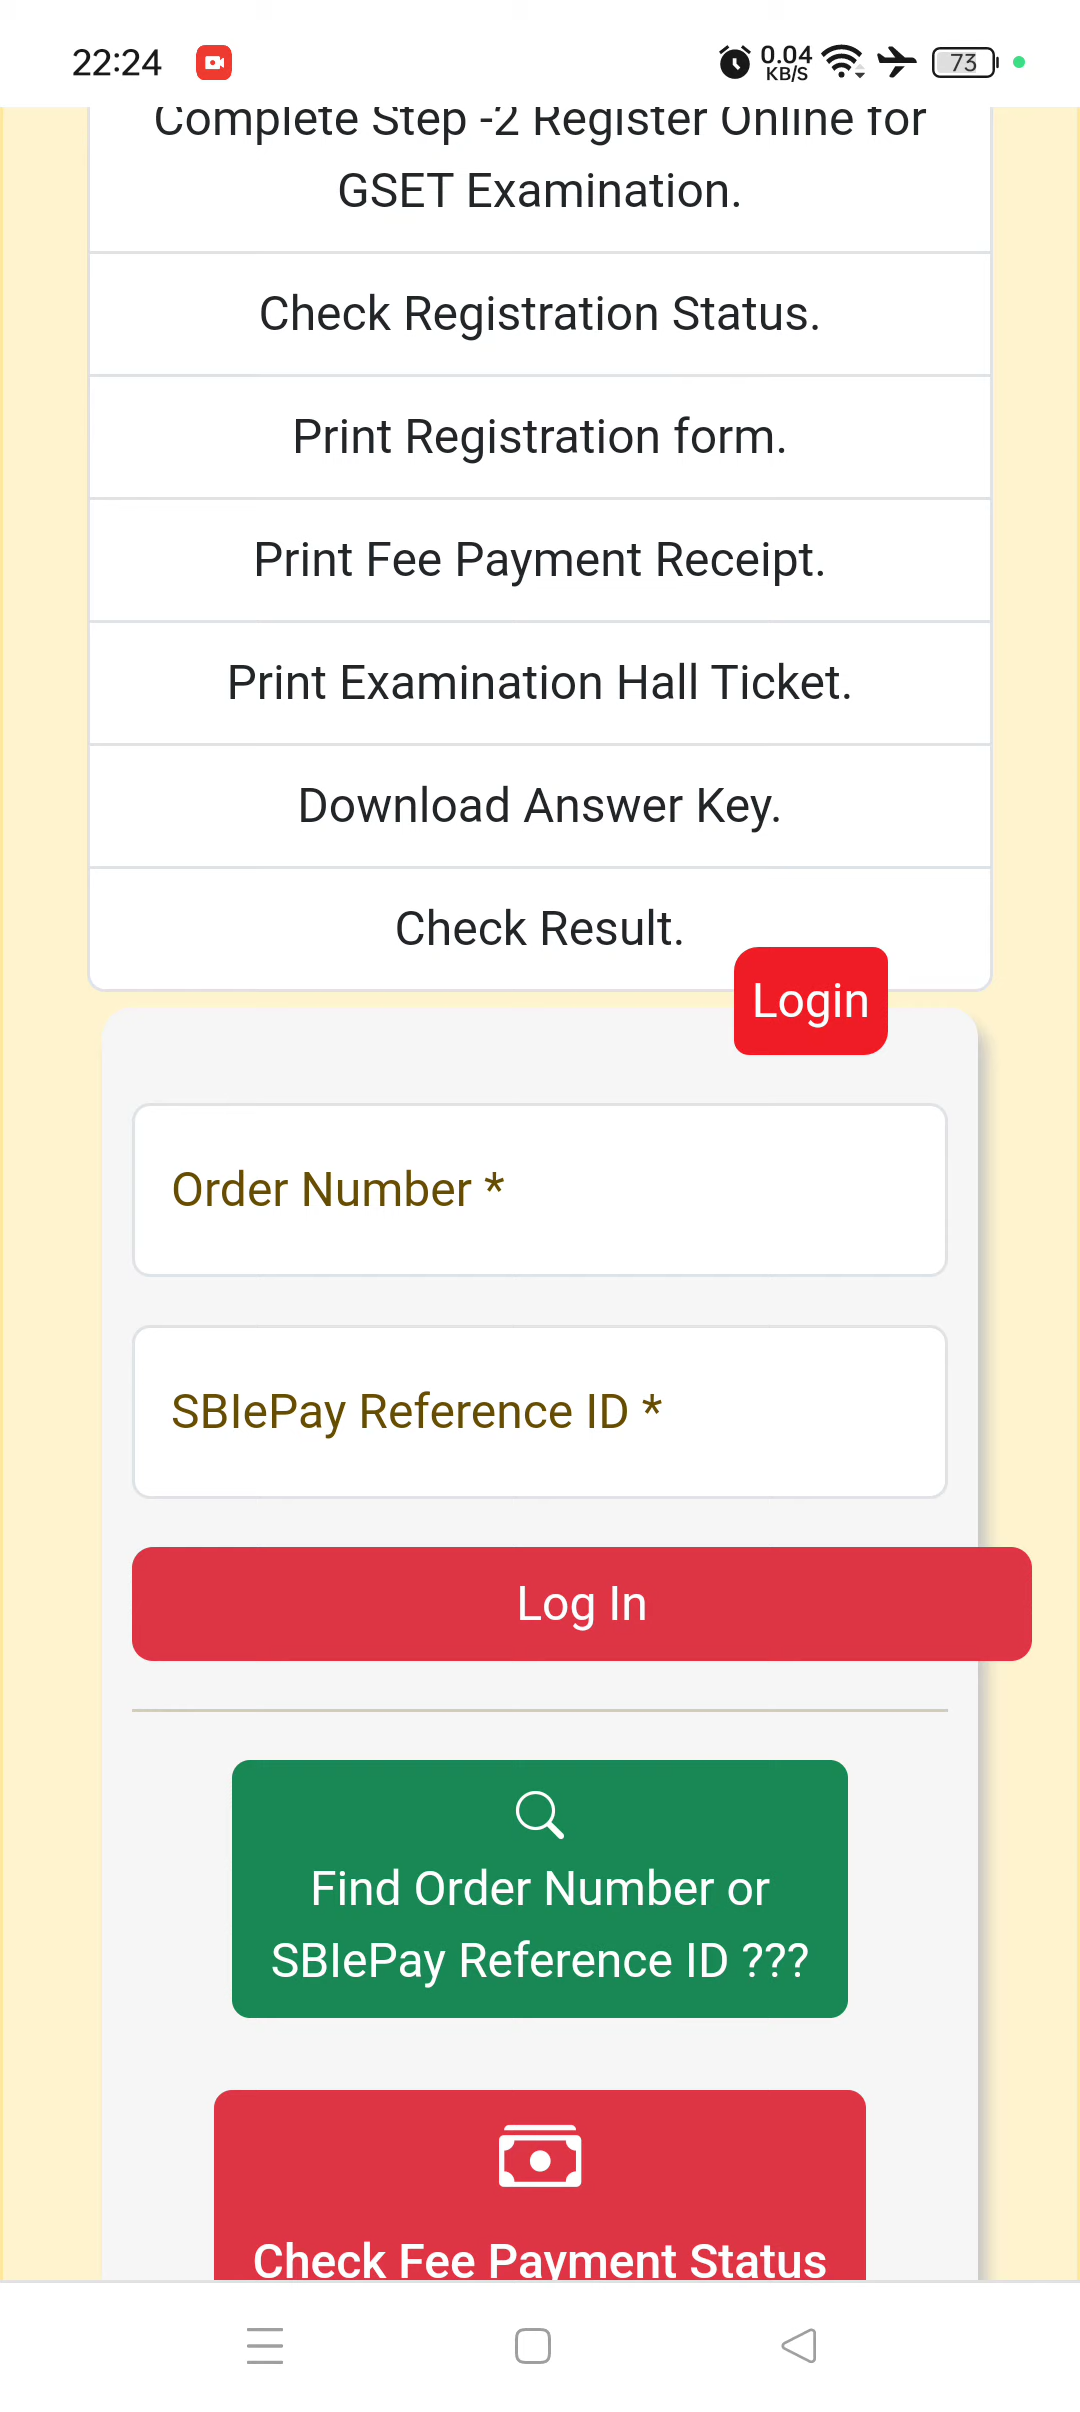 22:24
0.04
KB/S
73
Complete Step -2 Register Online for
GSET Examination.
Check Registration Status.
Print Registration form.
Print Fee Payment Receipt.
Print Examination Hall Ticket.
Download Answer Key.
Check Result.
Login
Order Number *
SBIePay Reference ID *
Log In
Find Order Number or
SBIePay Reference ID ???
Check Fee Payment Status